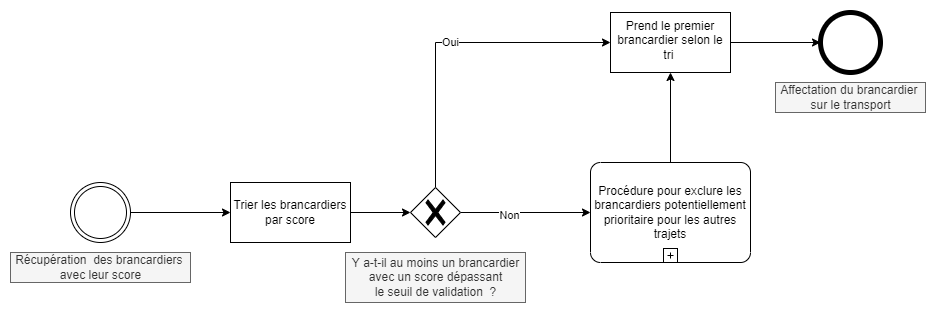 Prend le premier
brancardier selon le
tri
Oui
Affectation du brancardier
sur le transport
Trier les brancardiers
par score
Non
Procédure pour exclure les
brancardiers potentiellement
prioritaire pour les autres
trajets
+
Récupération des brancardiers
avec leur score
Y a-t-il au moins un brancardier
avec un score dépassant
le seuil de validation ?